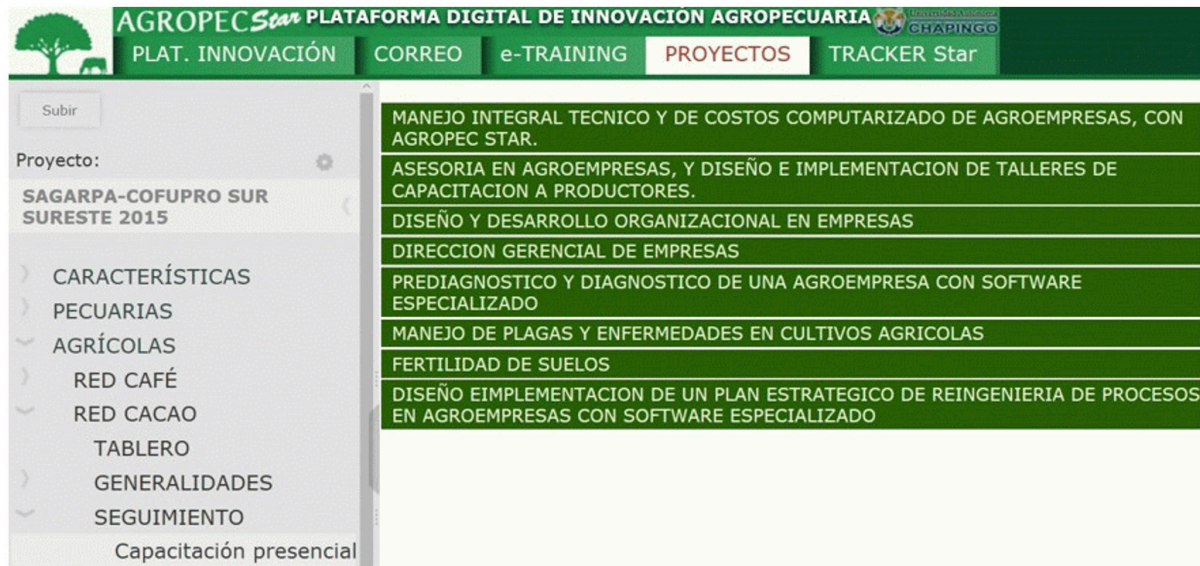 AGROPECStar PLATAFORMA DIGITAL DE INNOVACIÓN AGROPECUARIA
Universidad Autónoma
CHAPINGO
PLAT. INNOVACIÓN CORREO e-TRAINING PROYECTOS TRACKER Star
Subir
Proyecto:
SAGARPA-COFUPRO SUR
SURESTE 2015
CARACTERÍSTICAS
PECUARIAS
AGRÍCOLAS
RED CAFÉ
RED CACAO
TABLERO
GENERALIDADES
SEGUIMIENTO
Capacitación presencial
MANEJO INTEGRAL TECNICO Y DE COSTOS COMPUTARIZADO DE AGROEMPRESAS, CON
AGROPEC STAR.
ASESORIA EN AGROEMPRESAS, Y DISEÑO E IMPLEMENTACION DE TALLERES DE
CAPACITACION A PRODUCTORES.
DISEÑO Y DESARROLLO ORGANIZACIONAL EN EMPRESAS
DIRECCION GERENCIAL DE EMPRESAS
PREDIAGNOSTICO Y DIAGNOSTICO DE UNA AGROEMPRESA CON SOFTWARE
ESPECIALIZADO
MANEJO DE PLAGAS Y ENFERMEDADES EN CULTIVOS AGRICOLAS
FERTILIDAD DE SUELOS
DISEÑO EIMPLEMENTACION DE UN PLAN ESTRATEGICO DE REINGENIERIA DE PROCESOS
EN AGROEMPRESAS CON SOFTWARE ESPECIALIZADO